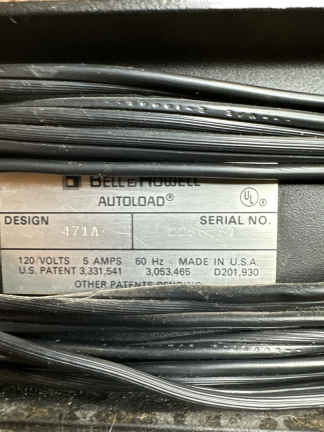 BELL & HOWELL
AUTOLOAD®
DESIGN SERIAL NO.
471A
120 VOLTS 5 AMPS 60 Hz MADE IN U.S.A.
U.S. PATENT 3,331,541 3,053,465 D201,930
OTHER PATENTS PENDING